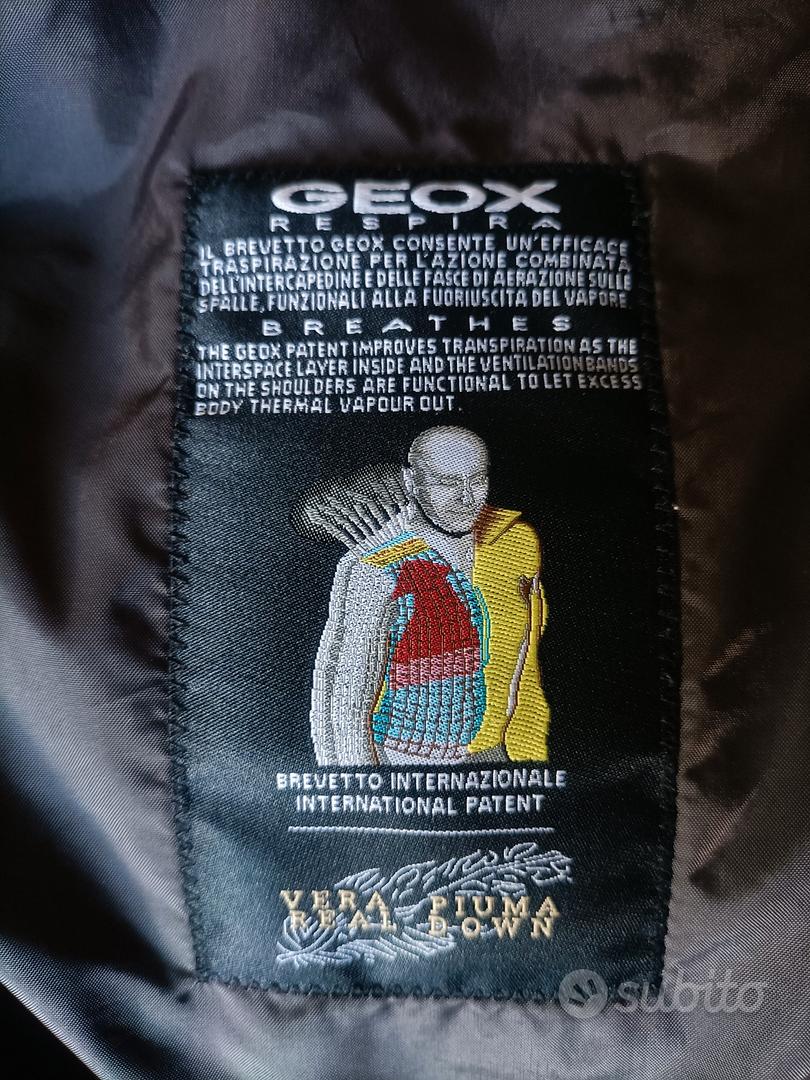 GEOX
RESPIRA
IL BREVETTO GEOX CONSENTE UN'EFFICACE
TRASPIRAZIONE PER L'AZIONE COMBINATA
DELL'INTERCAPEDINE E DELLE FASCE DI AERAZIONE SULLE
SPALLE, FUNZIONALI ALLA FUORIUSCITA DEL VAPORE.
BREATHES
THE GEOX PATENT IMPROVES TRANSPIRATION AS THE
INTERSPACE LAYER INSIDE AND THE VENTILATION BANDS
ON THE SHOULDERS ARE FUNCTIONAL TO LET EXCESS
BODY THERMAL VAPOUR OUT.
BREVETTO INTERNAZIONALE
INTERNATIONAL PATENT
VERA PIUMA
REAL DOWN
subito